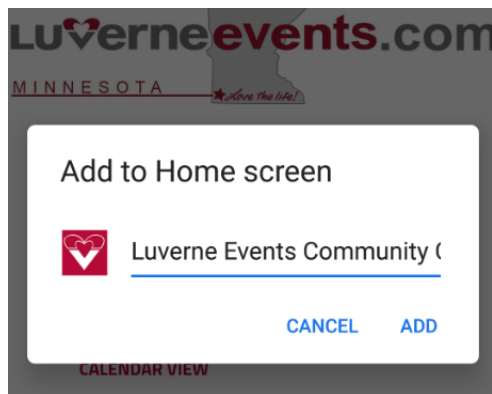 Luverneevents.com
MINNESOTA
Love the life!
Add to Home screen
Luverne Events Community
CANCEL ADD
CALENDAR VIEW